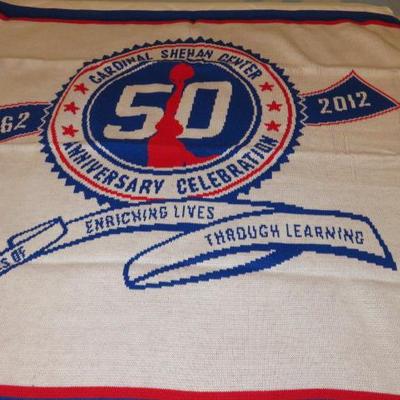 CARDINAL SHEHAN CENTER
62 50 2012
ANNIVERSARY CELEBRATION
OF ENRICHING LIVES
THROUGH LEARNING